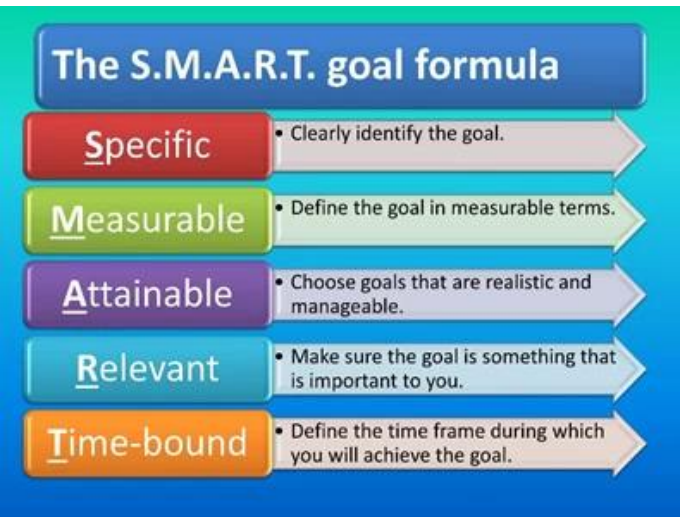 The S.M.A.R.T. goal formula
Specific
• Clearly identify the goal.
Measurable
• Define the goal in measurable terms.
Attainable
• Choose goals that are realistic and
manageable.
Relevant
• Make sure the goal is something that
is important to you.
Time-bound
• Define the time frame during which
you will achieve the goal.